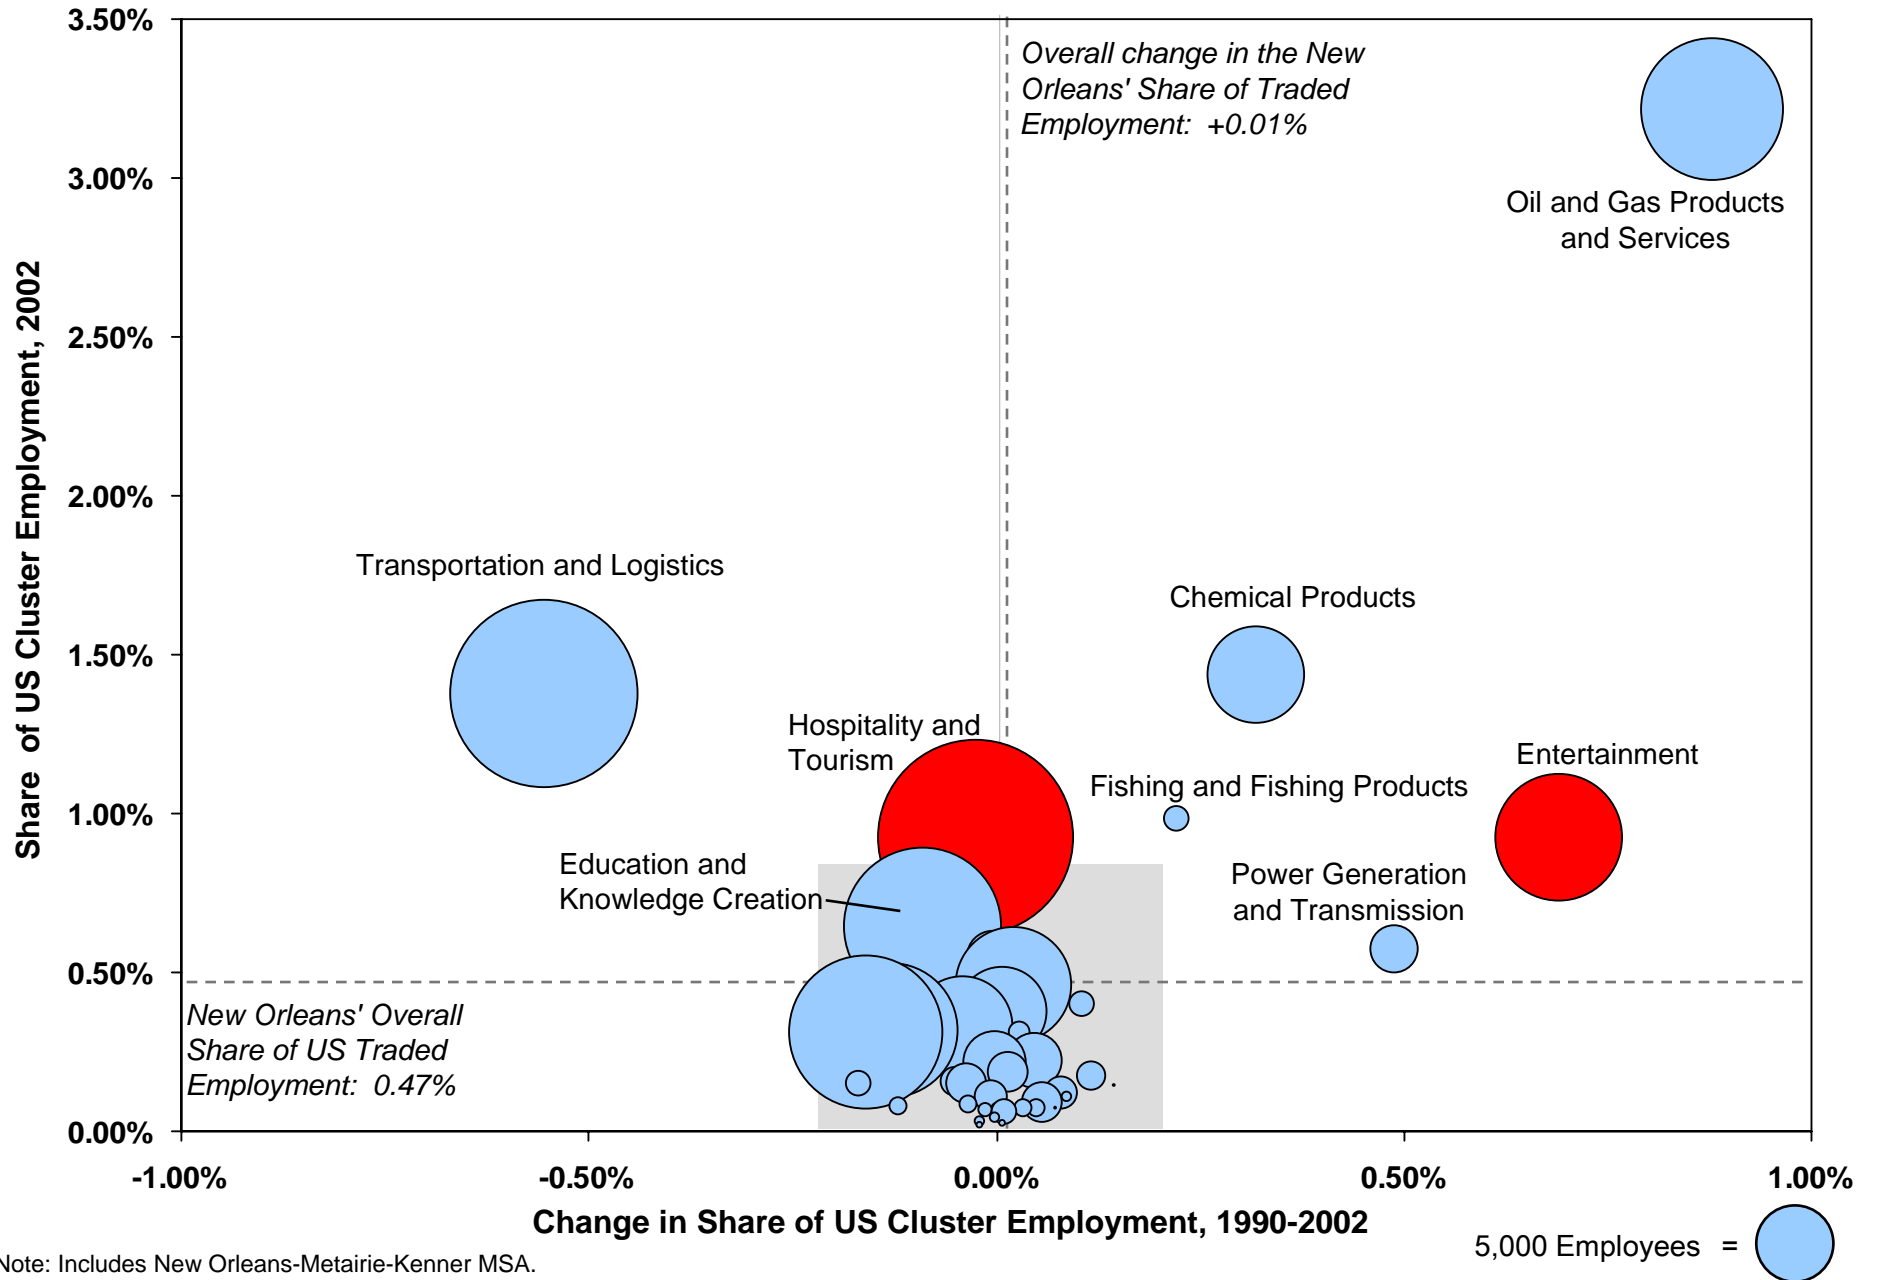 3.50%
3.00%
2.50%
2.00%
1.50%
1.00%
0.50%
0.00%
Share of US Cluster Employment, 2002
Overall change in the New
Orleans' Share of Traded
Employment: +0.01%
Oil and Gas Products
and Services
Transportation and Logistics
Chemical Products
Hospitality and
Tourism
Entertainment
Fishing and Fishing Products
Education and
Knowledge Creation
Power Generation
and Transmission
New Orleans' Overall
Share of US Traded
Employment: 0.47%
-1.00%
-0.50%
0.00%
0.50%
1.00%
Change in Share of US Cluster Employment, 1990-2002
5,000 Employees =
Note: Includes New Orleans-Metairie-Kenner MSA.